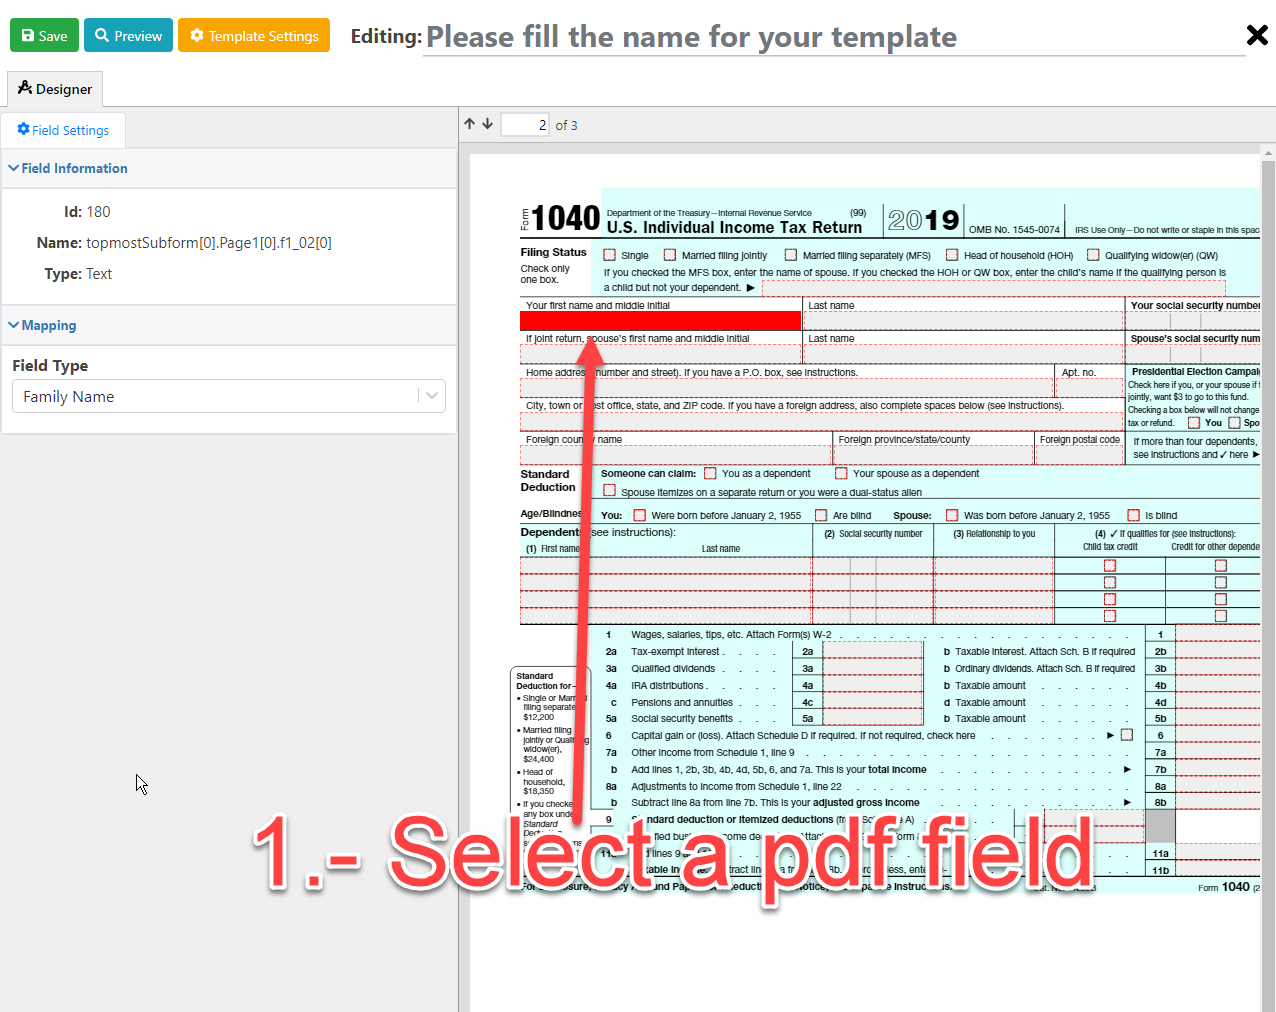 Save Preview Template Settings Editing: Please fill the name for your template
Designer
Field Settings
2 of 3
Field Information
Id: 180
Name: topmostSubform[0].Page1[0].f1_02[0]
Type: Text
Mapping
Field Type
Family Name
Form 1040 Department of the Treasury—Internal Revenue Service (99)
U.S. Individual Income Tax Return 2019 OMB No. 1545-0074 IRS Use Only—Do not write or staple in this
Filing Status Single Married filing jointly Married filing separately (MFS) Head of household (HOH) Qualifying widow(er) (QW)
Check only one box.
If you checked the MFS box, enter the name of spouse. If you checked the HOH or QW box, enter the child's name if the qualifying person is
a child but not your dependent. ▶
Your first name and middle initial Last name Your social security number
If joint return, spouse's first name and middle initial Last name Spouse's social security
Home address (number and street). If you have a P.O. box, see instructions. Apt. no.
Presidential Election
Check here if you, or your spouse if
jointly, want $3 to go to this fund.
Checking a box below will not change
tax or refund. You
City, town or post office, state, and ZIP code. If you have a foreign address, also complete spaces below (see instructions).
Foreign country name Foreign province/state/county Foreign postal code
If more than four dependents,
see instructions and ✓ here ▶
Standard Deduction
Someone can claim: You as a dependent Your spouse as a dependent
Spouse itemizes on a separate return or you were a dual-status alien
Age/Blindness You: Were born before January 2, 1955 Are blind Spouse: Was born before January 2, 1955 Is blind
Dependents (see instructions): (2) Social security number (3) Relationship to you (4) ✓ if qualifies for (see instructions):
(1) First name Last name Child tax credit Credit for other
1 Wages, salaries, tips, etc. Attach Form(s) W-2 1
2a Tax-exempt interest 2a b Taxable interest. Attach Sch. B if required 2b
3a Qualified dividends 3a b Ordinary dividends. Attach Sch. B if required 3b
4a IRA distributions 4a b Taxable amount 4b
c Pensions and annuities 4c d Taxable amount 4d
5a Social security benefits 5a b Taxable amount 5b
6 Capital gain or (loss). Attach Schedule D if required. If not required, check here ▶ 6
7a Other income from Schedule 1, line 9 7a
b Add lines 1, 2b, 3b, 4b, 4d, 5b, 6, and 7a. This is your total income ▶ 7b
8a Adjustments to income from Schedule 1, line 22 8a
b Subtract line 8a from line 7b. This is your adjusted gross income ▶ 8b
9 Standard deduction or itemized deductions
11a
11b
Standard
Deduction for—
• Single or Married
filing separately
$12,200
• Married filing
jointly or Qualifying
widow(er),
$24,400
• Head of
household,
$18,350
• If you checked
any box under
Standard
Form 1040
1.- Select a pdf field